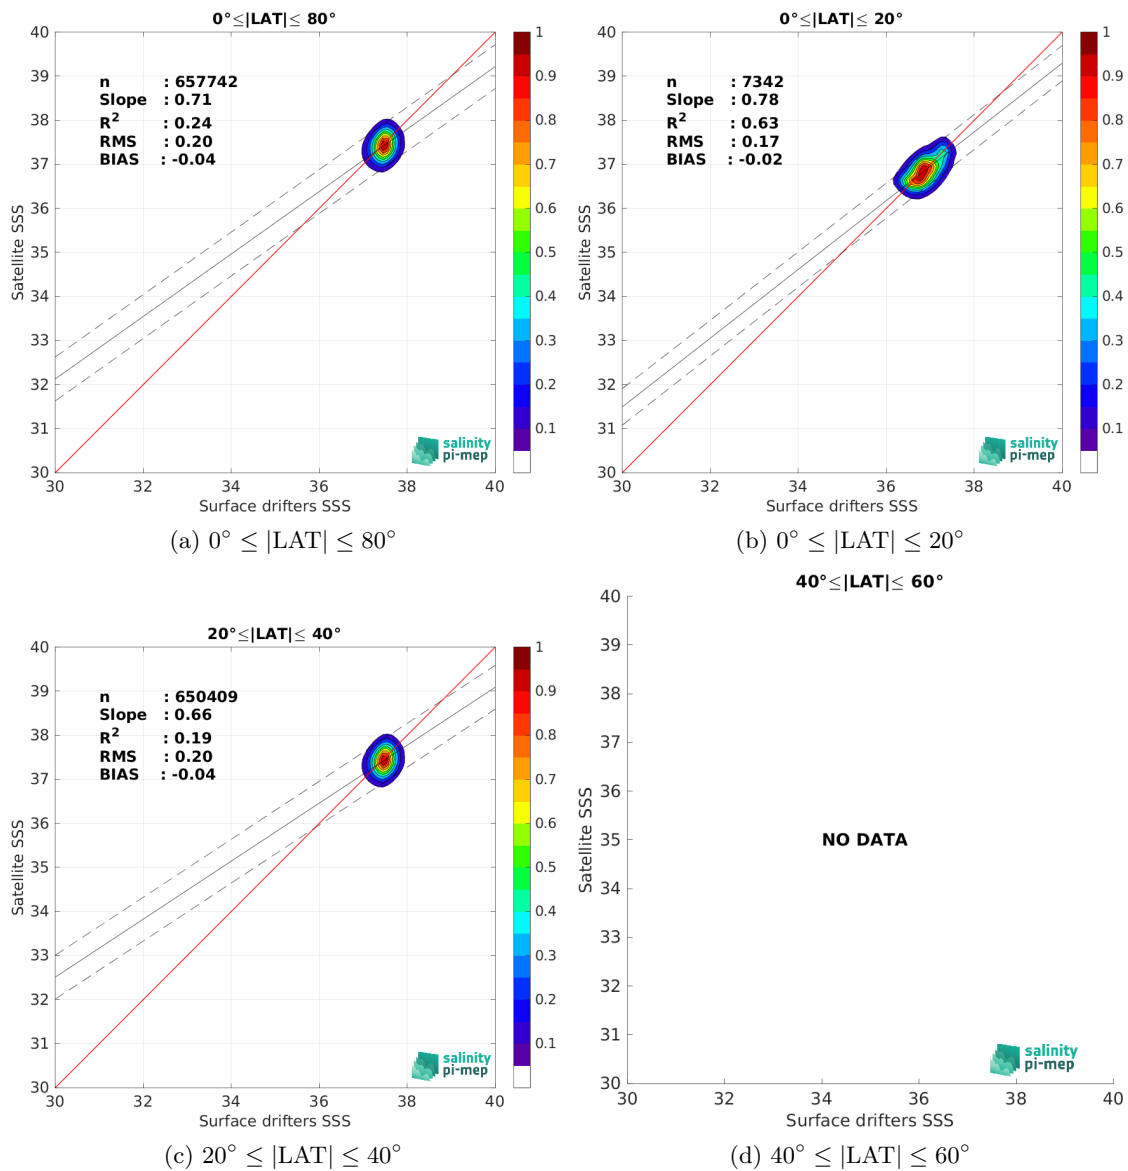 0°≤|LAT|≤ 80°
n : 657742
Slope : 0.71
R2 : 0.24
RMS : 0.20
BIAS : -0.04
40
39
38
37
36
35
34
33
32
31
30
Satellite SSS
30 32 34 36 38 40
Surface drifters SSS
1
0.9
0.8
0.7
0.6
0.5
0.4
0.3
0.2
0.1
salinity
pi-mep
(a) 0° ≤ |LAT| ≤ 80°
0°≤|LAT|≤ 20°
n : 7342
Slope : 0.78
R2 : 0.63
RMS : 0.17
BIAS : -0.02
40
39
38
37
36
35
34
33
32
31
30
Satellite SSS
30 32 34 36 38 40
Surface drifters SSS
1
0.9
0.8
0.7
0.6
0.5
0.4
0.3
0.2
0.1
salinity
pi-mep
(b) 0° ≤ |LAT| ≤ 20°
20°≤|LAT|≤ 40°
n : 650409
Slope : 0.66
R2 : 0.19
RMS : 0.20
BIAS : -0.04
40
39
38
37
36
35
34
33
32
31
30
Satellite SSS
30 32 34 36 38 40
Surface drifters SSS
1
0.9
0.8
0.7
0.6
0.5
0.4
0.3
0.2
0.1
salinity
pi-mep
(c) 20° ≤ |LAT| ≤ 40°
40°≤|LAT|≤ 60°
40
39
38
37
36
35
34
33
32
31
30
Satellite SSS
NO DATA
30 32 34 36 38 40
Surface drifters SSS
salinity
pi-mep
(d) 40° ≤ |LAT| ≤ 60°